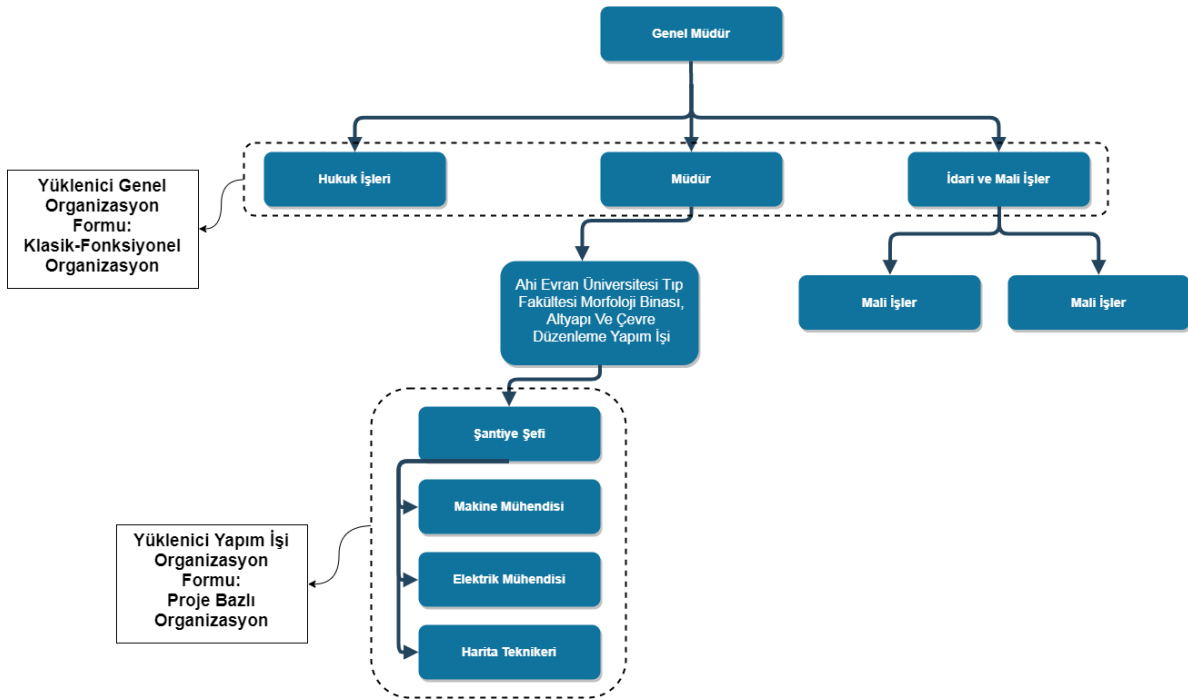 Genel Müdür
Hukuk İşleri
Müdür
İdari ve Mali İşler
Yüklenici Genel
Organizasyon
Formu:
Klasik-Fonksiyonel
Organizasyon
Ahi Evran Üniversitesi Tıp
Fakültesi Morfoloji Binası,
Altyapı Ve Çevre
Düzenleme Yapım İşi
Mali İşler
Mali İşler
Şantiye Şefi
Makine Mühendisi
Elektrik Mühendisi
Harita Teknikeri
Yüklenici Yapım İşi
Organizasyon
Formu:
Proje Bazlı
Organizasyon